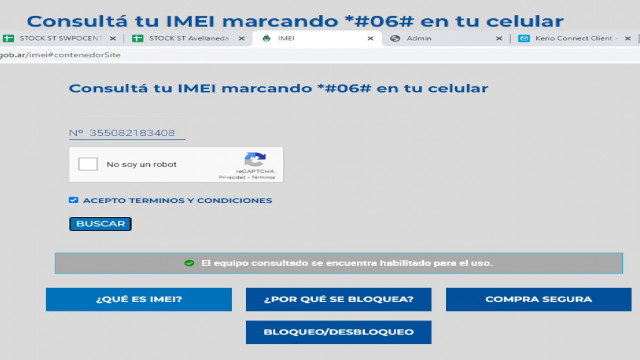 Consultá tu IMEI marcando *#06# en tu celular
STOCK ST SWPOCENT
STOCK ST Avellaneda
IMEI
Admin
Kerio Connect Client
gob.ar/imei#contenedorSite
Consultá tu IMEI marcando *#06# en tu celular
Nº 355082183408
No soy un robot
reCAPTCHA
Privacidad - Términos
ACEPTO TERMINOS Y CONDICIONES
BUSCAR
El equipo consultado se encuentra habilitado para el uso.
¿QUÉ ES IMEI?
¿POR QUÉ SE BLOQUEA?
COMPRA SEGURA
BLOQUEO/DESBLOQUEO